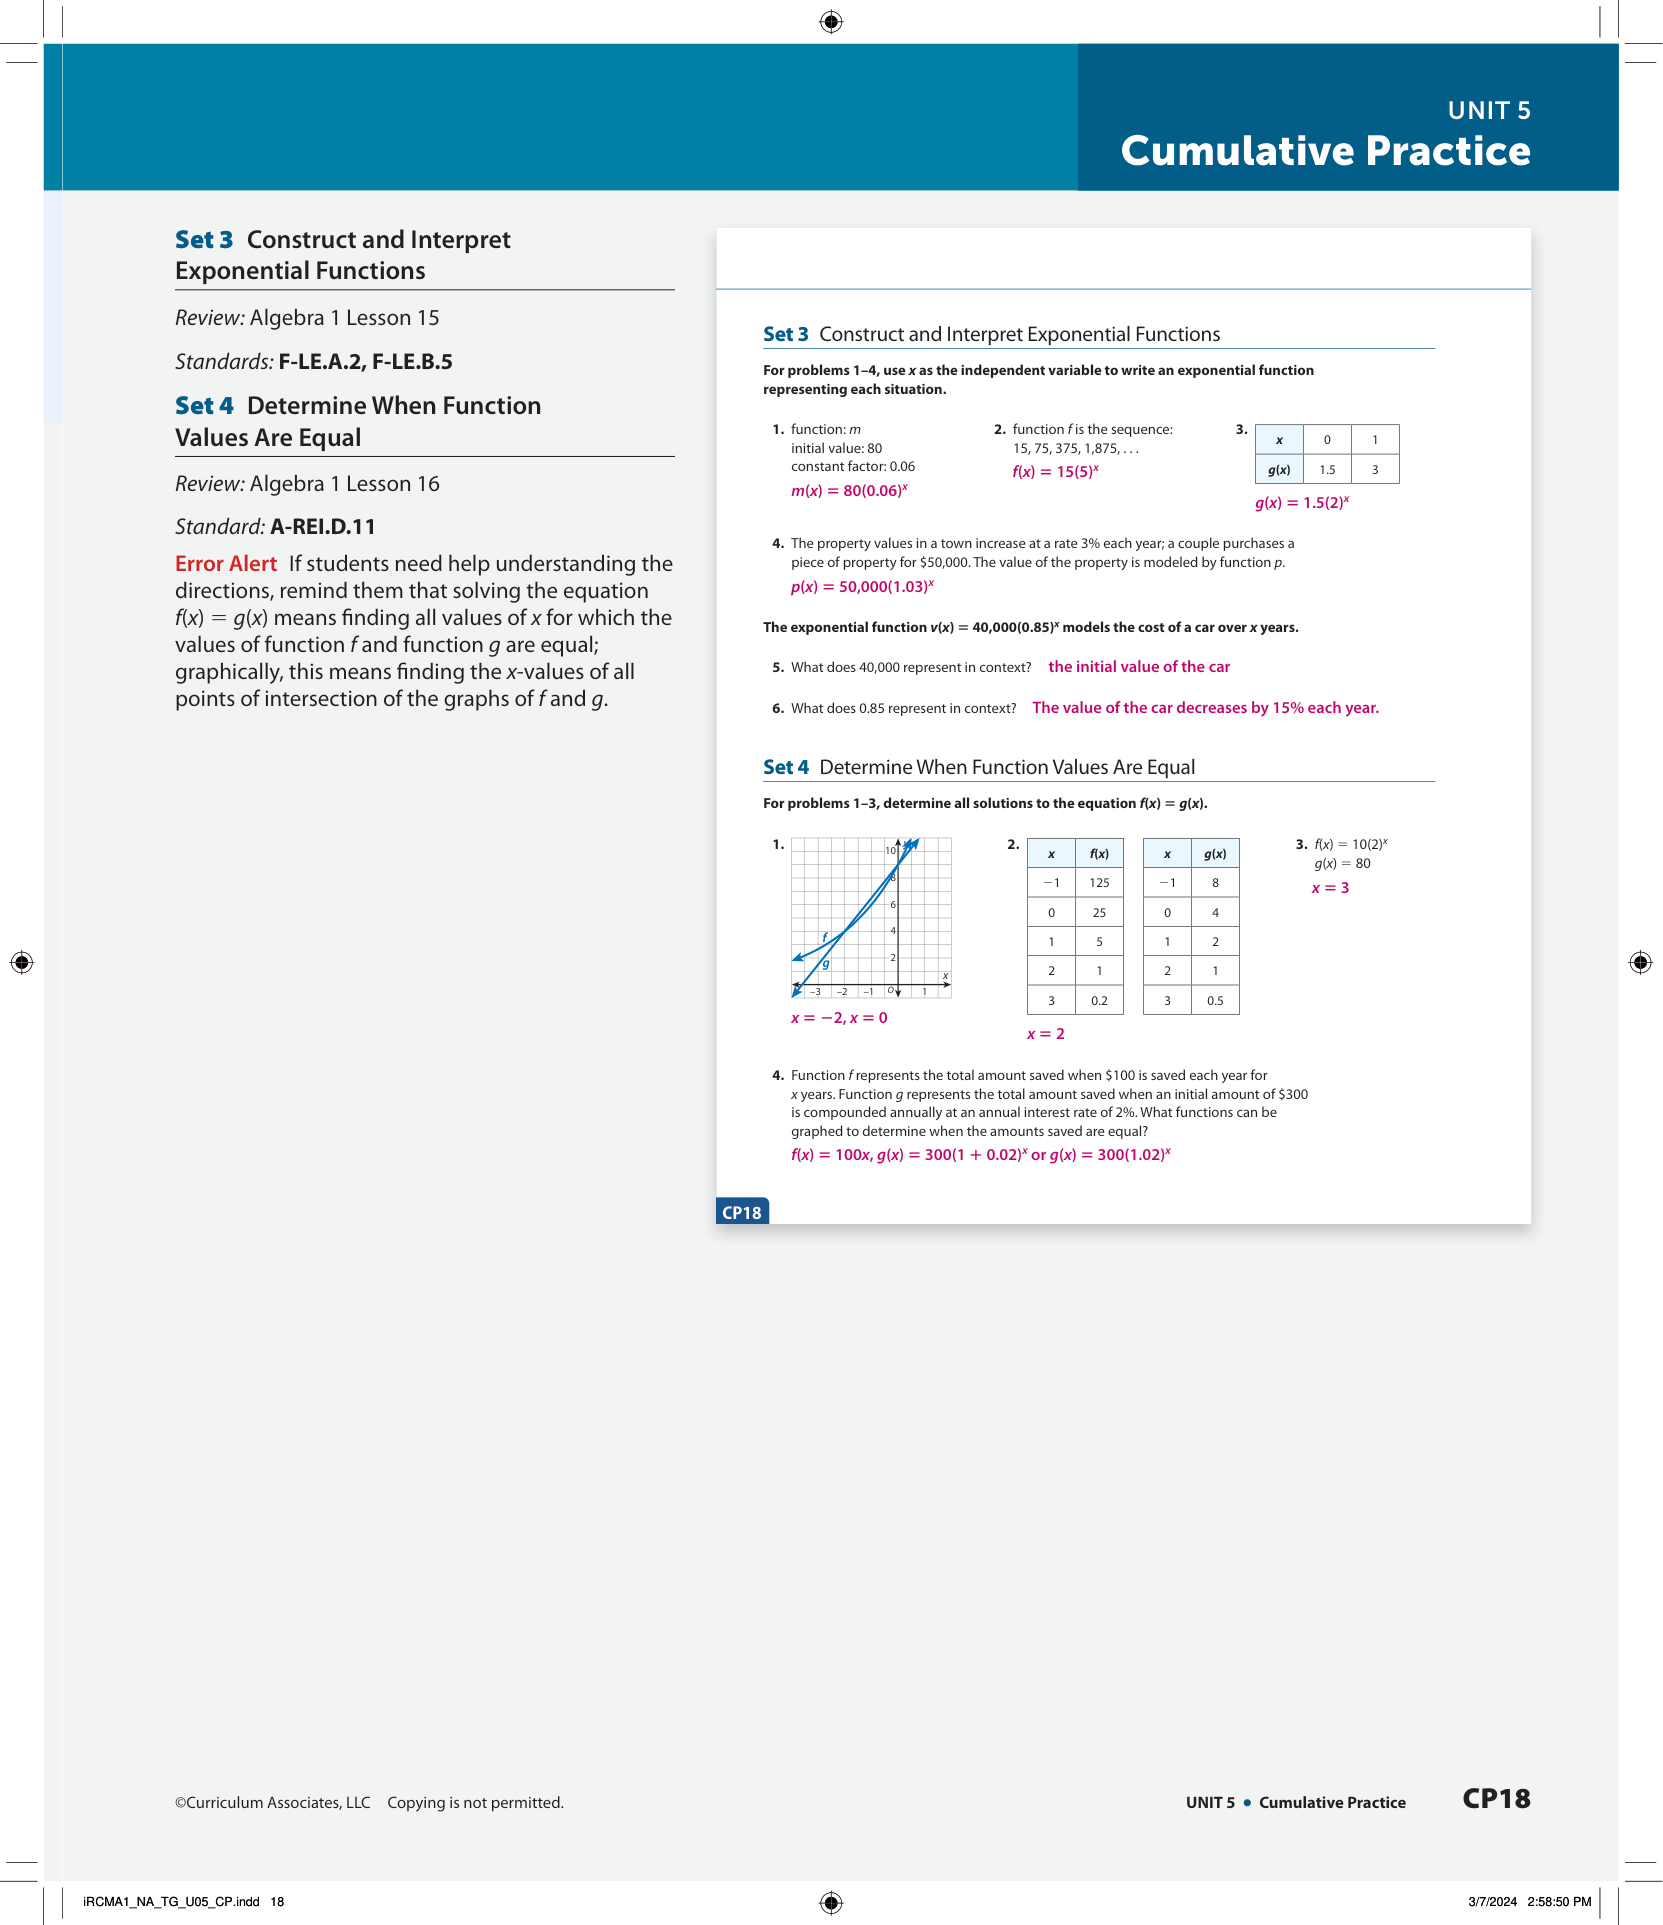 UNIT 5
Cumulative Practice
Set 3 Construct and Interpret
Exponential Functions
Review: Algebra 1 Lesson 15
Standards: F-LE.A.2, F-LE.B.5
Set 4 Determine When Function
Values Are Equal
Review: Algebra 1 Lesson 16
Standard: A-REI.D.11
Error Alert If students need help understanding the
directions, remind them that solving the equation
f(x) = g(x) means finding all values of x for which the
values of function f and function g are equal;
graphically, this means finding the x-values of all
points of intersection of the graphs of f and g.
Set 3 Construct and Interpret Exponential Functions
For problems 1–4, use x as the independent variable to write an exponential function
representing each situation.
1. function: m
initial value: 80
constant factor: 0.06
m(x) = 80(0.06)^x
2. function f is the sequence:
15, 75, 375, 1,875, . . .
f(x) = 15(5)^x
3.
x 0 1
g(x) 1.5 3
g(x) = 1.5(2)^x
4. The property values in a town increase at a rate 3% each year; a couple purchases a
piece of property for $50,000. The value of the property is modeled by function p.
p(x) = 50,000(1.03)^x
The exponential function v(x) = 40,000(0.85)^x models the cost of a car over x years.
5. What does 40,000 represent in context? the initial value of the car
6. What does 0.85 represent in context? The value of the car decreases by 15% each year.
Set 4 Determine When Function Values Are Equal
For problems 1–3, determine all solutions to the equation f(x) = g(x).
1.
10
8
6
4
2
f
g
x
–3 –2 –1 O 1
x = −2, x = 0
2.
x f(x) x g(x)
−1 125 −1 8
0 25 0 4
1 5 1 2
2 1 2 1
3 0.2 3 0.5
x = 2
3. f(x) = 10(2)^x
g(x) = 80
x = 3
4. Function f represents the total amount saved when $100 is saved each year for
x years. Function g represents the total amount saved when an initial amount of $300
is compounded annually at an annual interest rate of 2%. What functions can be
graphed to determine when the amounts saved are equal?
f(x) = 100x, g(x) = 300(1 + 0.02)^x or g(x) = 300(1.02)^x
CP18
©Curriculum Associates, LLC Copying is not permitted.
UNIT 5 • Cumulative Practice CP18
iRCMA1_NA_TG_U05_CP.indd 18
3/7/2024 2:58:50 PM